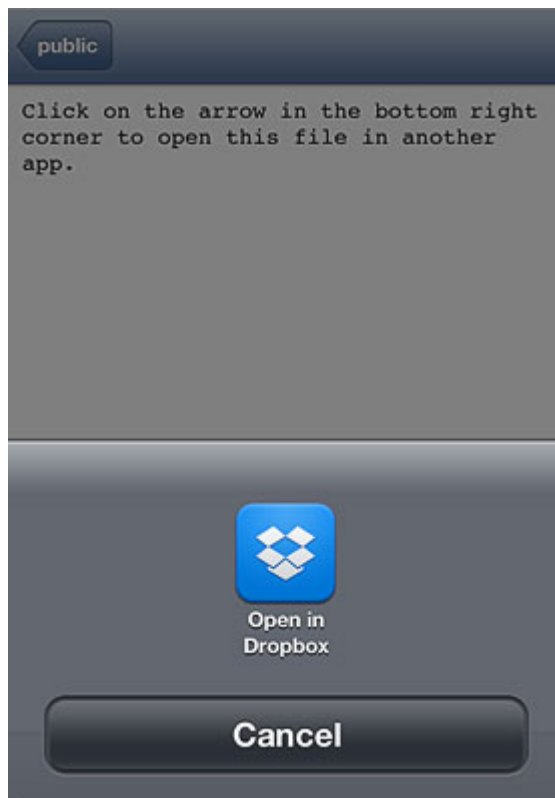 public
Click on the arrow in the bottom right
corner to open this file in another
app.
Open in
Dropbox
Cancel